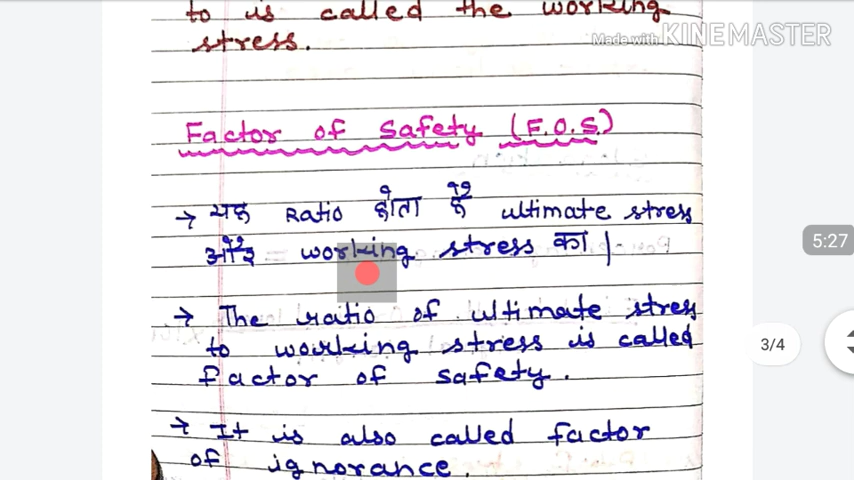 to is called the working
stress.
Made with KINEMASTER
Factor of Safety (F.O.S.)
→ यह Ratio होता है ultimate stress
और working stress का |
5:27
→ The ratio of ultimate stress
to working stress is called
factor of safety.
3/4
→ It is also called factor
of ignorance.